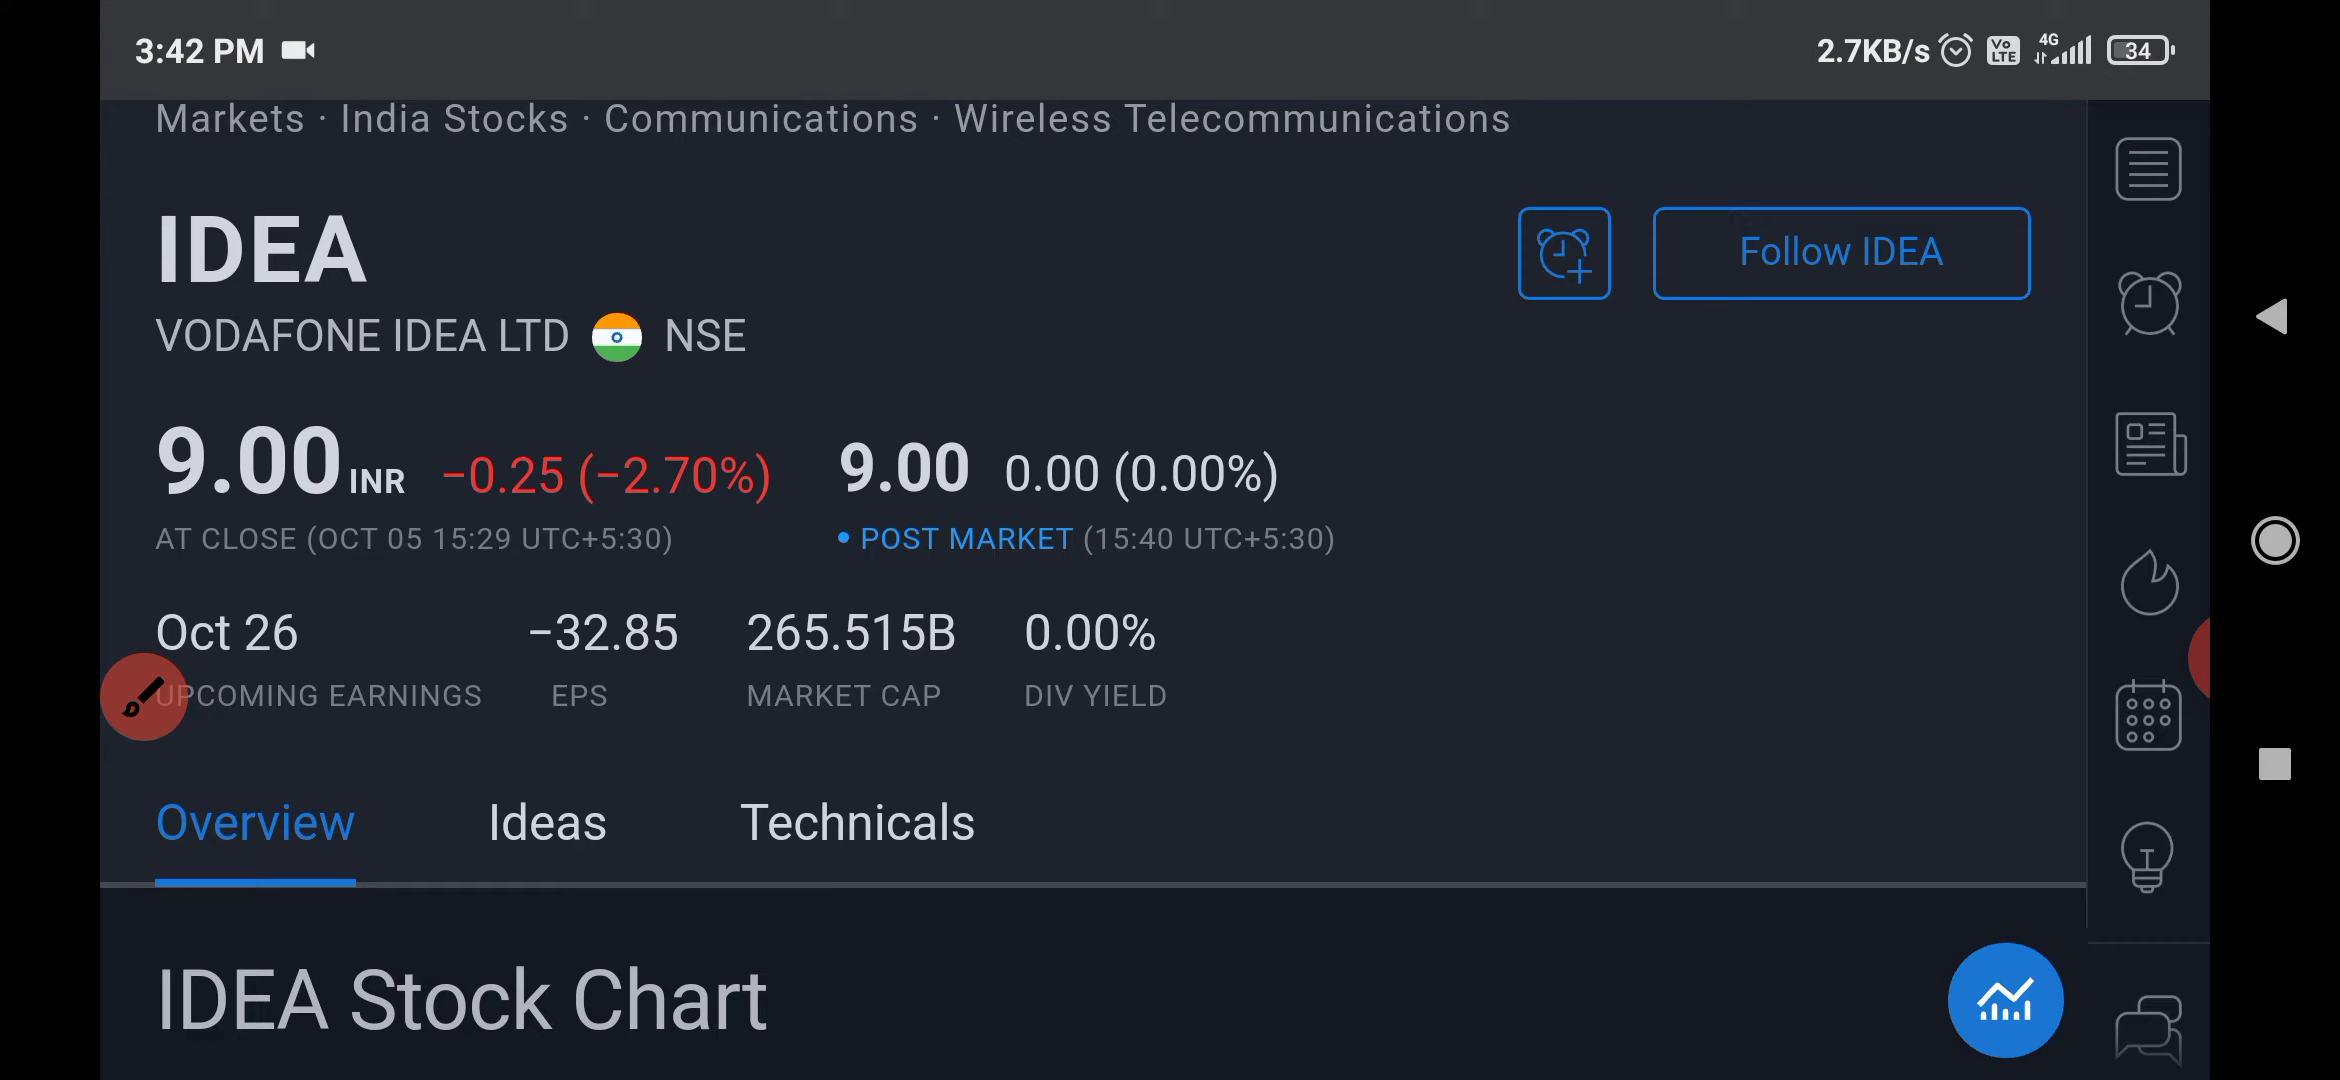 3:42 PM
2.7KB/s Vo LTE 4G 34
Markets · India Stocks · Communications · Wireless Telecommunications
IDEA
Follow IDEA
VODAFONE IDEA LTD NSE
9.00 INR −0.25 (−2.70%) 9.00 0.00 (0.00%)
AT CLOSE (OCT 05 15:29 UTC+5:30) • POST MARKET (15:40 UTC+5:30)
Oct 26 −32.85 265.515B 0.00%
UPCOMING EARNINGS EPS MARKET CAP DIV YIELD
Overview Ideas Technicals
IDEA Stock Chart